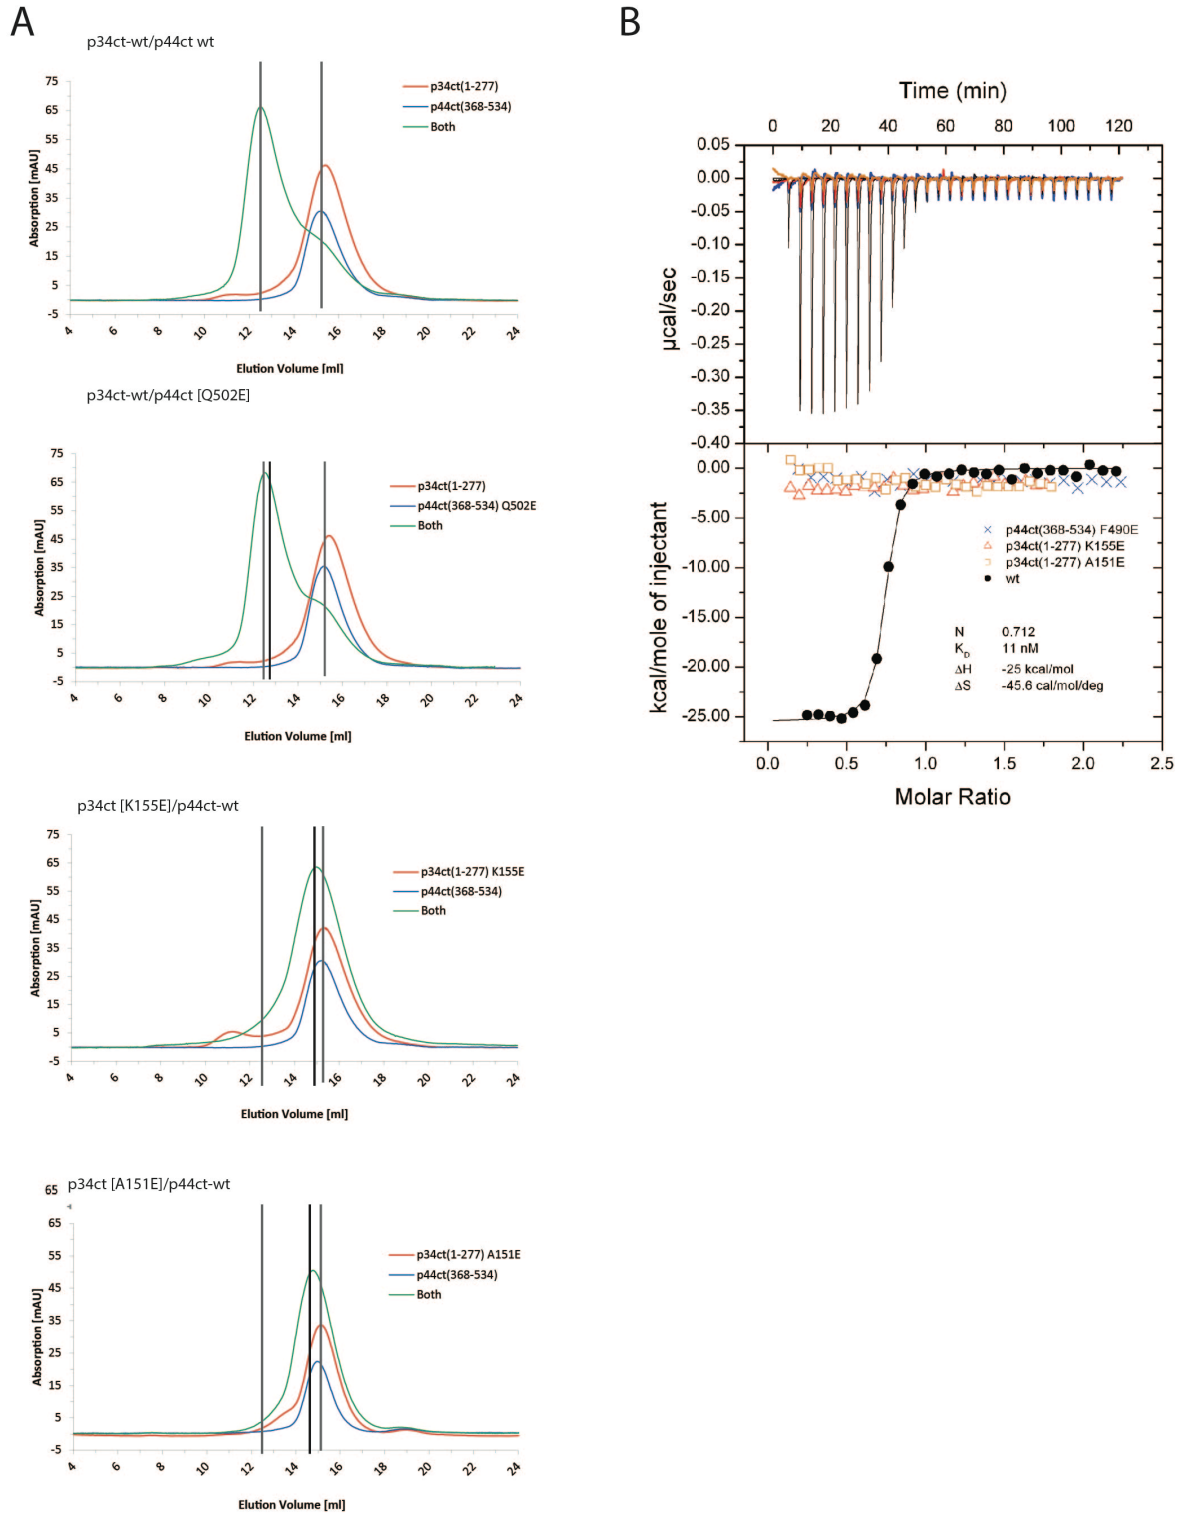 A
p34ct-wt/p44ct wt
75
65
55
45
35
25
15
5
-5
Absorption [mAU]
p34ct(1-277)
p44ct(368-534)
Both
4 6 8 10 12 14 16 18 20 22 24
Elution Volume [ml]
p34ct-wt/p44ct [Q502E]
75
65
55
45
35
25
15
5
-5
Absorption [mAU]
p34ct(1-277)
p44ct(368-534) Q502E
Both
4 6 8 10 12 14 16 18 20 22 24
Elution Volume [ml]
p34ct [K155E]/p44ct-wt
75
65
55
45
35
25
15
5
-5
Absorption [mAU]
p34ct(1-277) K155E
p44ct(368-534)
Both
4 6 8 10 12 14 16 18 20 22 24
Elution Volume [ml]
p34ct [A151E]/p44ct-wt
65
65
55
45
35
25
15
5
-5
Absorption [mAU]
p34ct(1-277) A151E
p44ct(368-534)
Both
4 6 8 10 12 14 16 18 20 22 24
Elution Volume [ml]
B
Time (min)
0 20 40 60 80 100 120
0.05
0.00
-0.05
-0.10
-0.15
-0.20
-0.25
-0.30
-0.35
-0.40
µcal/sec
0.00
-5.00
-10.00
-15.00
-20.00
-25.00
kcal/mole of injectant
p44ct(368-534) F490E
p34ct(1-277) K155E
p34ct(1-277) A151E
wt
N 0.712
KD 11 nM
ΔH -25 kcal/mol
ΔS -45.6 cal/mol/deg
0.0 0.5 1.0 1.5 2.0 2.5
Molar Ratio